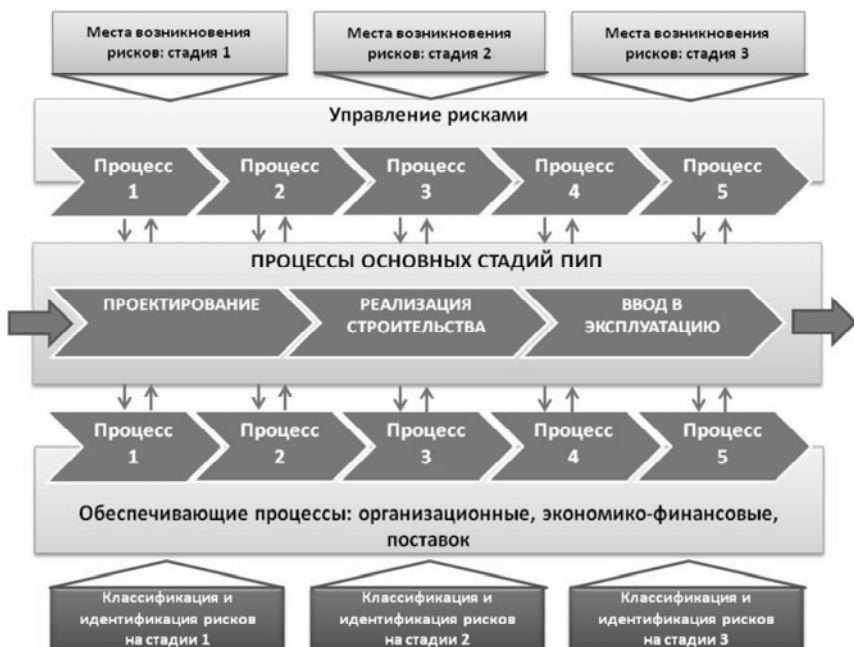 Места возникновения
рисков: стадия 1
Места возникновения
рисков: стадия 2
Места возникновения
рисков: стадия 3
Управление рисками
Процесс
1
Процесс
2
Процесс
3
Процесс
4
Процесс
5
ПРОЦЕССЫ ОСНОВНЫХ СТАДИЙ ПИП
ПРОЕКТИРОВАНИЕ
РЕАЛИЗАЦИЯ
СТРОИТЕЛЬСТВА
ВВОД В
ЭКСПЛУАТАЦИЮ
Процесс
1
Процесс
2
Процесс
3
Процесс
4
Процесс
5
Обеспечивающие процессы: организационные, экономико-финансовые,
поставок
Классификация и
идентификация рисков
на стадии 1
Классификация и
идентификация рисков
на стадии 2
Классификация и
идентификация рисков
на стадии 3